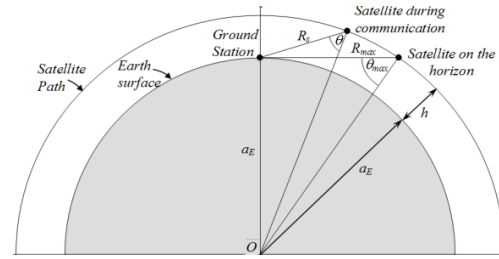 Satellite during
communication
Ground
Station
R_s
θ
R_max
Satellite on the
horizon
θ_max
Satellite
Path
Earth
surface
h
a_E
a_E
O